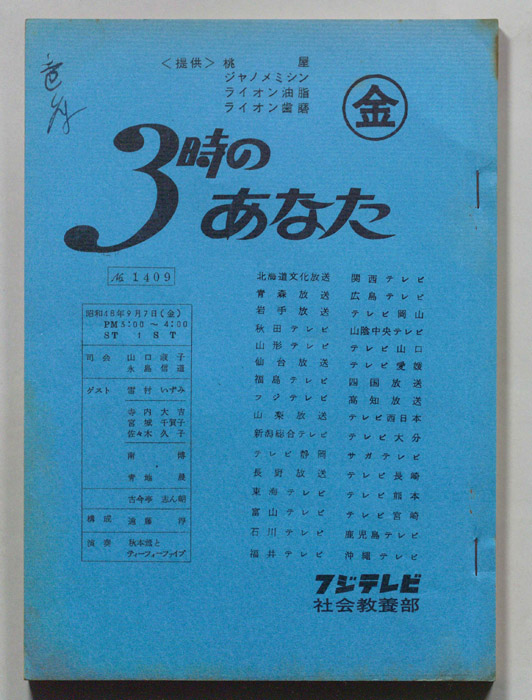 <提供> 桃屋
ジャノメミシン
ライオン油脂
ライオン歯磨
金
3時の
あなた
№ 1409
昭和48年9月7日(金)
PM3:00 ～ 4:00
ST 1 ST
司会 山口淑子
永島信道
ゲスト 雪村いづみ
寺内大吉
宮城千賀子
佐々木久子
南 博
青地 晨
古今亭 志ん朝
構成 遠藤 淳
演奏 秋本薫と
ティーフォーファイブ
北海道文化放送
青森放送
岩手放送
秋田テレビ
山形テレビ
仙台放送
福島テレビ
フジテレビ
山梨放送
新潟総合テレビ
テレビ静岡
長野放送
東海テレビ
富山テレビ
石川テレビ
福井テレビ
関西テレビ
広島テレビ
テレビ岡山
山陰中央テレビ
テレビ山口
テレビ愛媛
四国放送
高知放送
テレビ西日本
テレビ大分
サガテレビ
テレビ長崎
テレビ熊本
テレビ宮崎
鹿児島テレビ
沖縄テレビ
フジテレビ
社会教養部